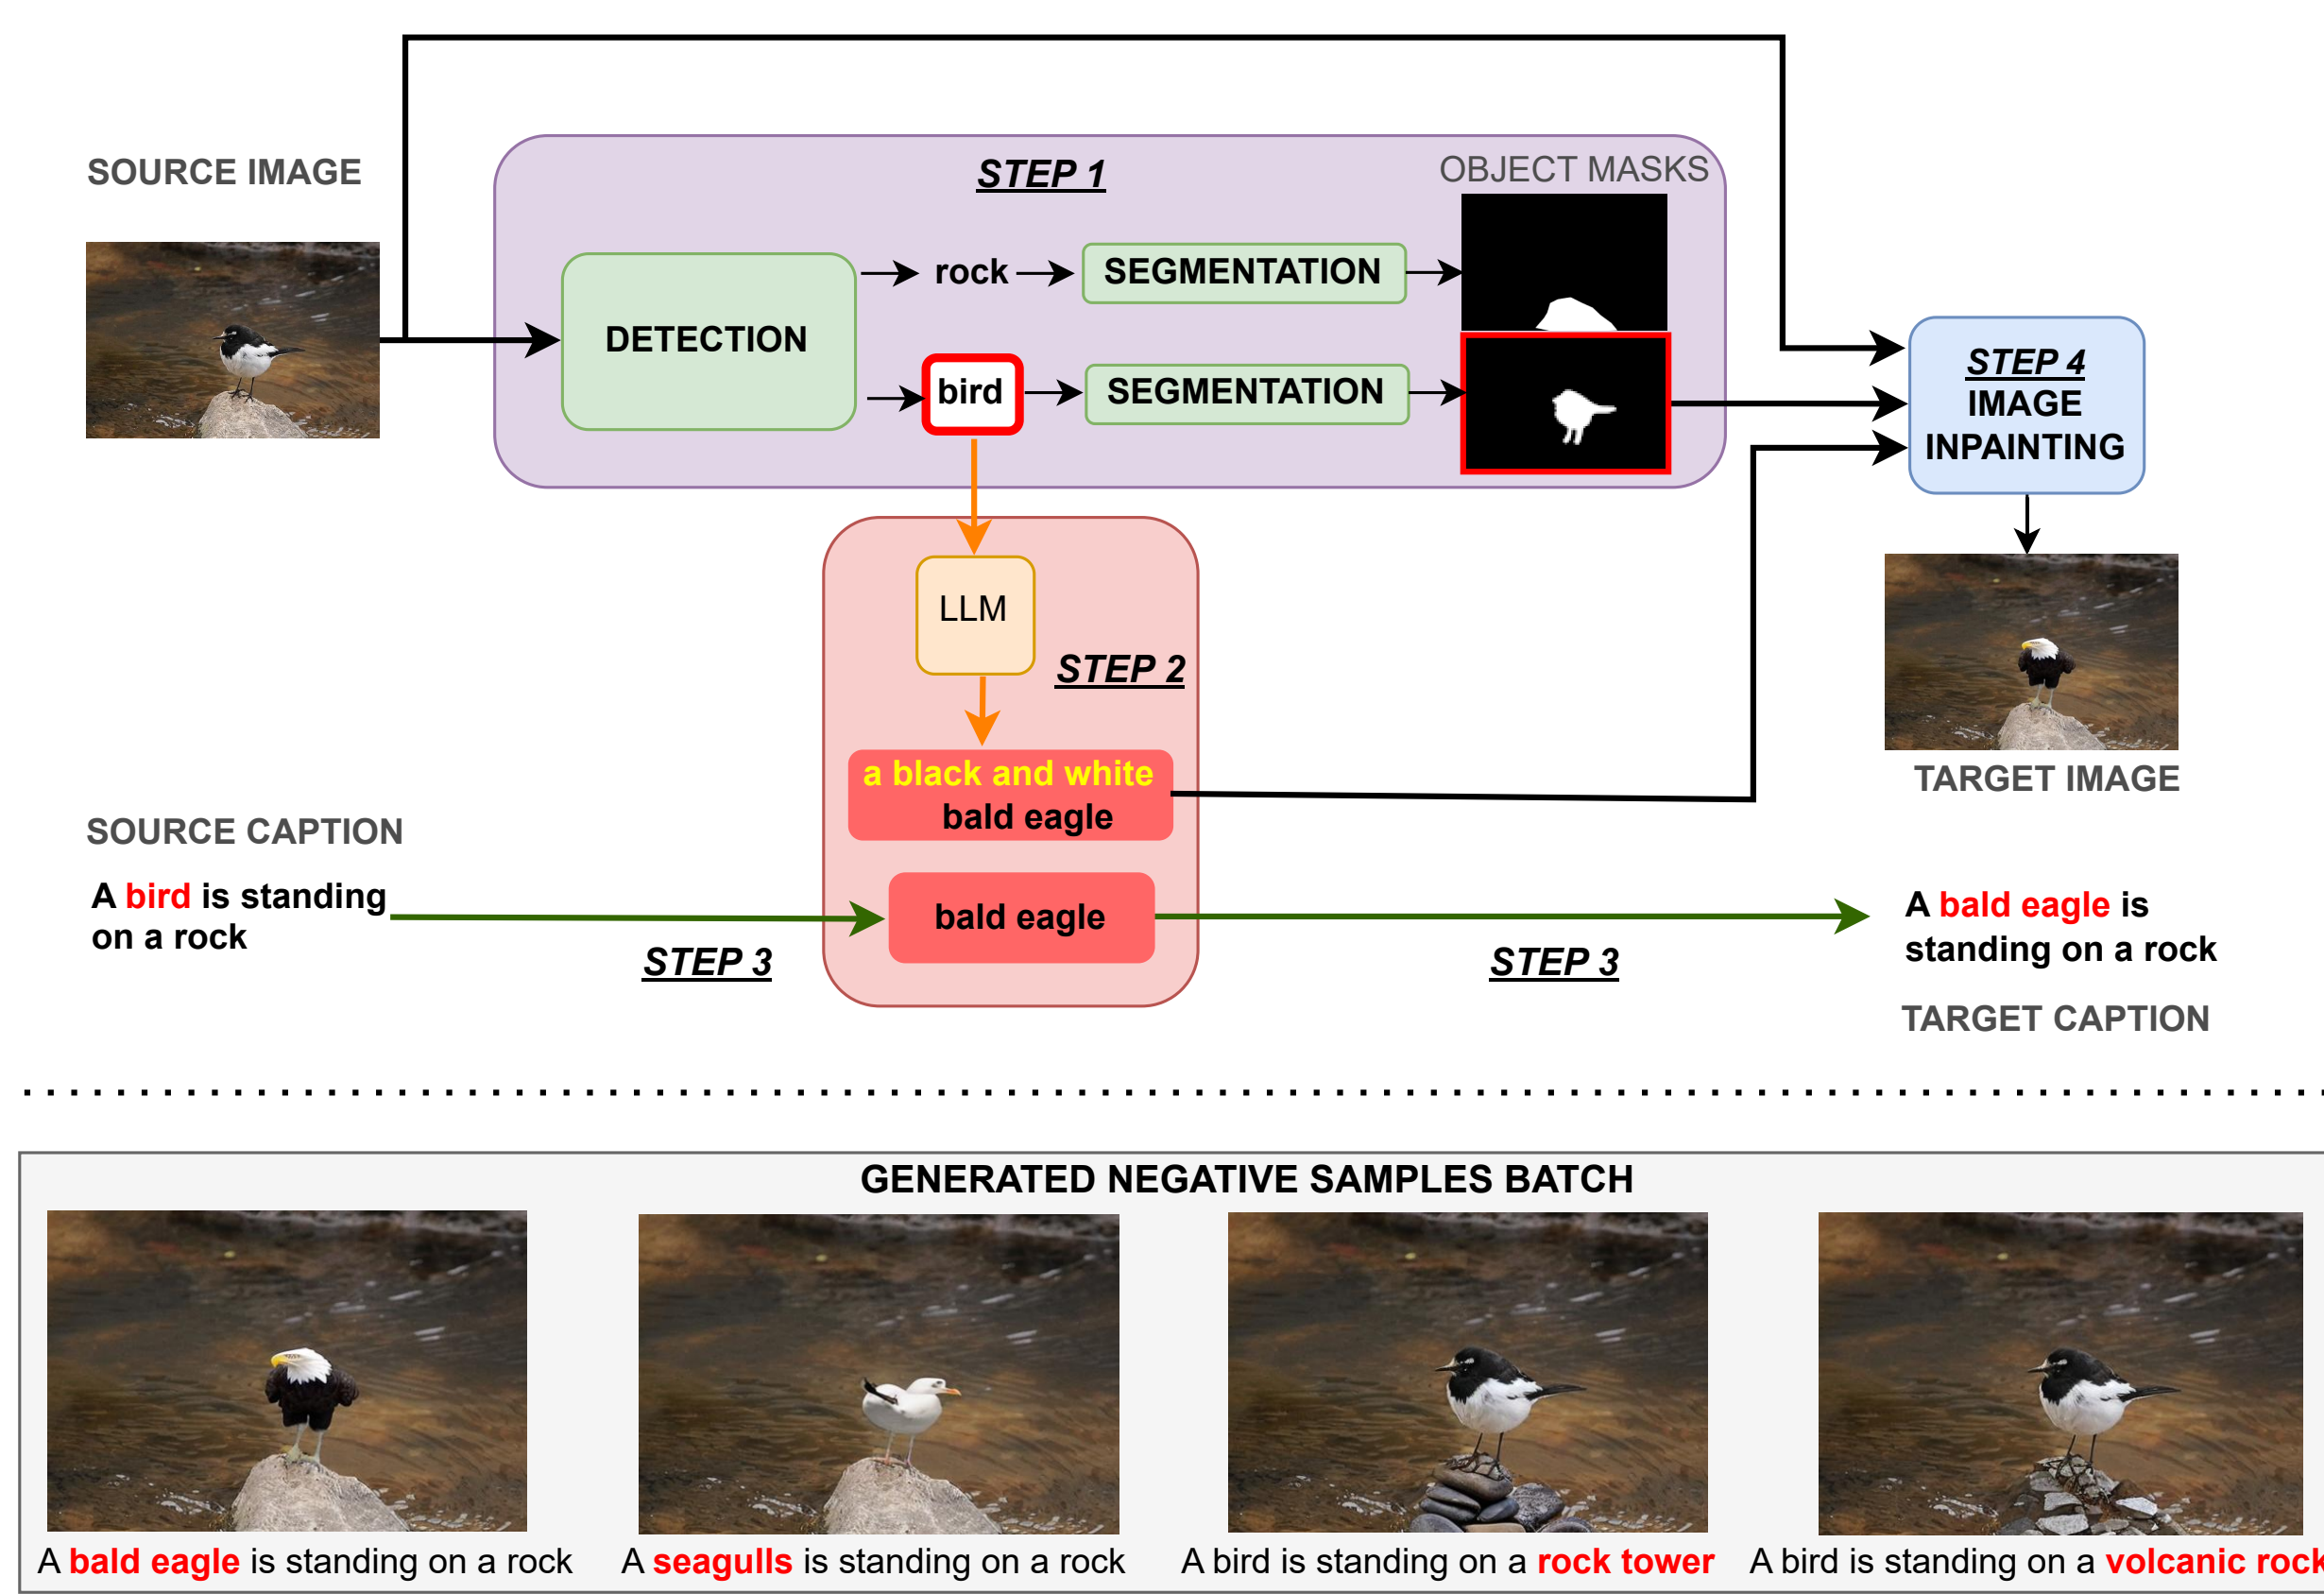 SOURCE IMAGE
STEP 1
OBJECT MASKS
DETECTION
rock
SEGMENTATION
bird
SEGMENTATION
STEP 4
IMAGE
INPAINTING
LLM
STEP 2
a black and white
bald eagle
TARGET IMAGE
SOURCE CAPTION
A bird is standing
on a rock
STEP 3
bald eagle
STEP 3
A bald eagle is
standing on a rock
TARGET CAPTION
GENERATED NEGATIVE SAMPLES BATCH
A bald eagle is standing on a rock
A seagulls is standing on a rock
A bird is standing on a rock tower
A bird is standing on a volcanic rock